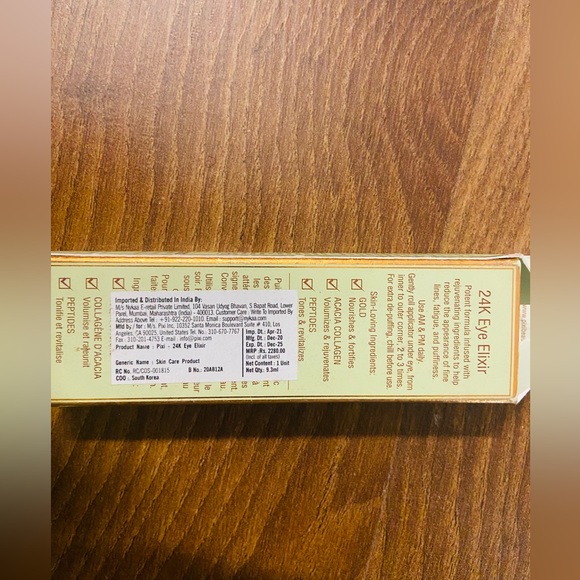 24K Eye Elixir
Potent formula infused with
rejuvenating ingredients to help
reduce the appearance of fine
lines, fatigue, and puffiness.
Use AM & PM daily
Gently roll applicator under eye, from
inner to outer corner, 2 to 3 times.
For extra de-puffing, chill before use.
Skin-Loving Ingredients:
GOLD
Nourishes & fortifies
ACACIA COLLAGEN
Volumizes & rejuvenates
PEPTIDES
Tones & revitalizes
Imported & Distributed In India By:
M/s Nykaa E-retail Private Limited, 104 Vasan Udyog Bhavan, S Bapat Road, Lower
Parel, Mumbai, Maharashtra (India) - 400013. Customer Care : Write To Imported By
Address Above Tel : +91-922-220-1010, Email : support@nykaa.com
Mfg by/ for : M/s. Pixi Inc. 10352 Santa Monica Boulevard Suite # 410, Los
Angeles, CA 90025. United States Tel No.: 310-670-7767
Fax : 310-201-4753 E-mail : info@pixi.com
Product Name : Pixi - 24K Eye Elixir
Generic Name : Skin Care Product
RC No. RC/COS-001815 B No. 20A812A
COO : South Korea
Imp. Dt: Apr-21
Mfg. Dt: Dec-20
Exp. Dt: Dec-25
MRP :Rs. 2280.00
(incl. of all taxes)
Net Content : 1 Unit
Net Qty : 9.3ml
COLLAGÈNE D'ACACIA
Volumise et rajeunit
PEPTIDES
Tonifie et revitalise